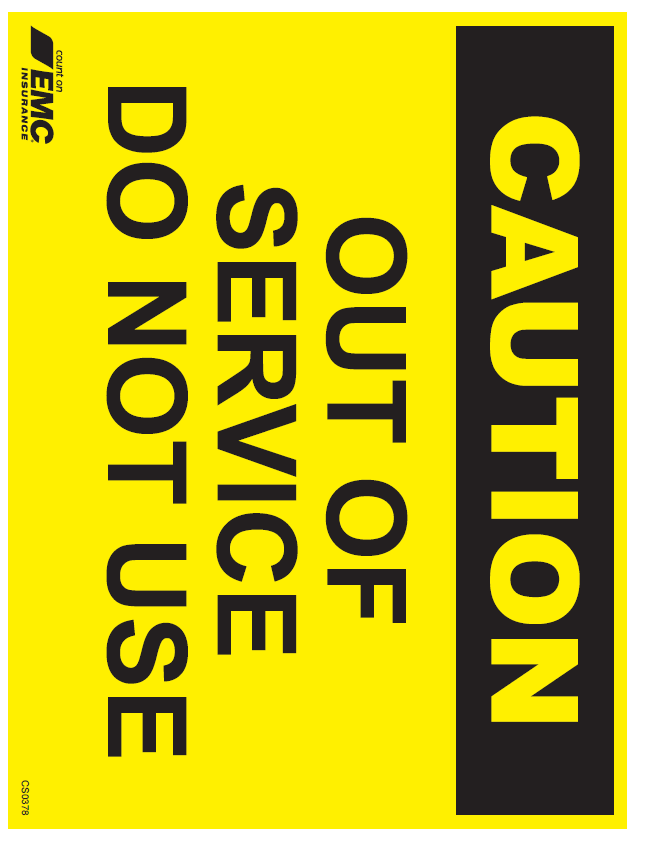 CAUTION
OUT OF
SERVICE
DO NOT USE
count on
EMC
INSURANCE
CS0378